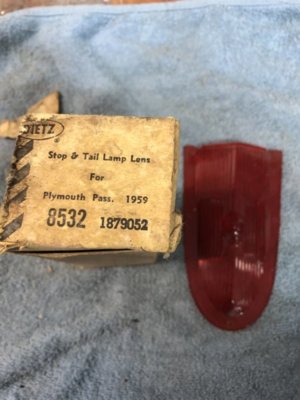 DIETZ
Stop & Tail Lamp Lens
For
Plymouth Pass. 1959
8532 1879052